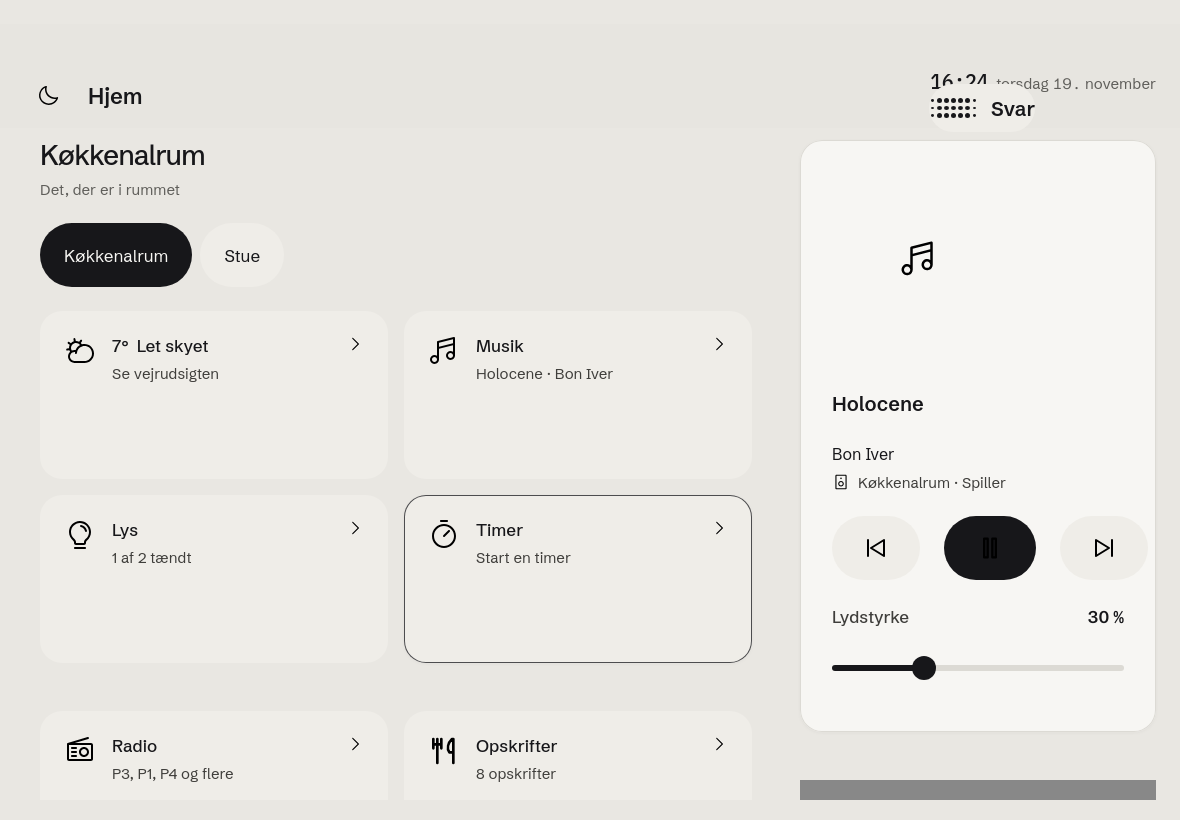 Hjem
16:24 torsdag 19. november
Svar
Køkkenalrum
Det, der er i rummet
Køkkenalrum
Stue
7° Let skyet
Se vejrudsigten
Musik
Holocene · Bon Iver
Lys
1 af 2 tændt
Timer
Start en timer
Radio
P3, P1, P4 og flere
Opskrifter
8 opskrifter
Holocene
Bon Iver
Køkkenalrum · Spiller
Lydstyrke
30 %